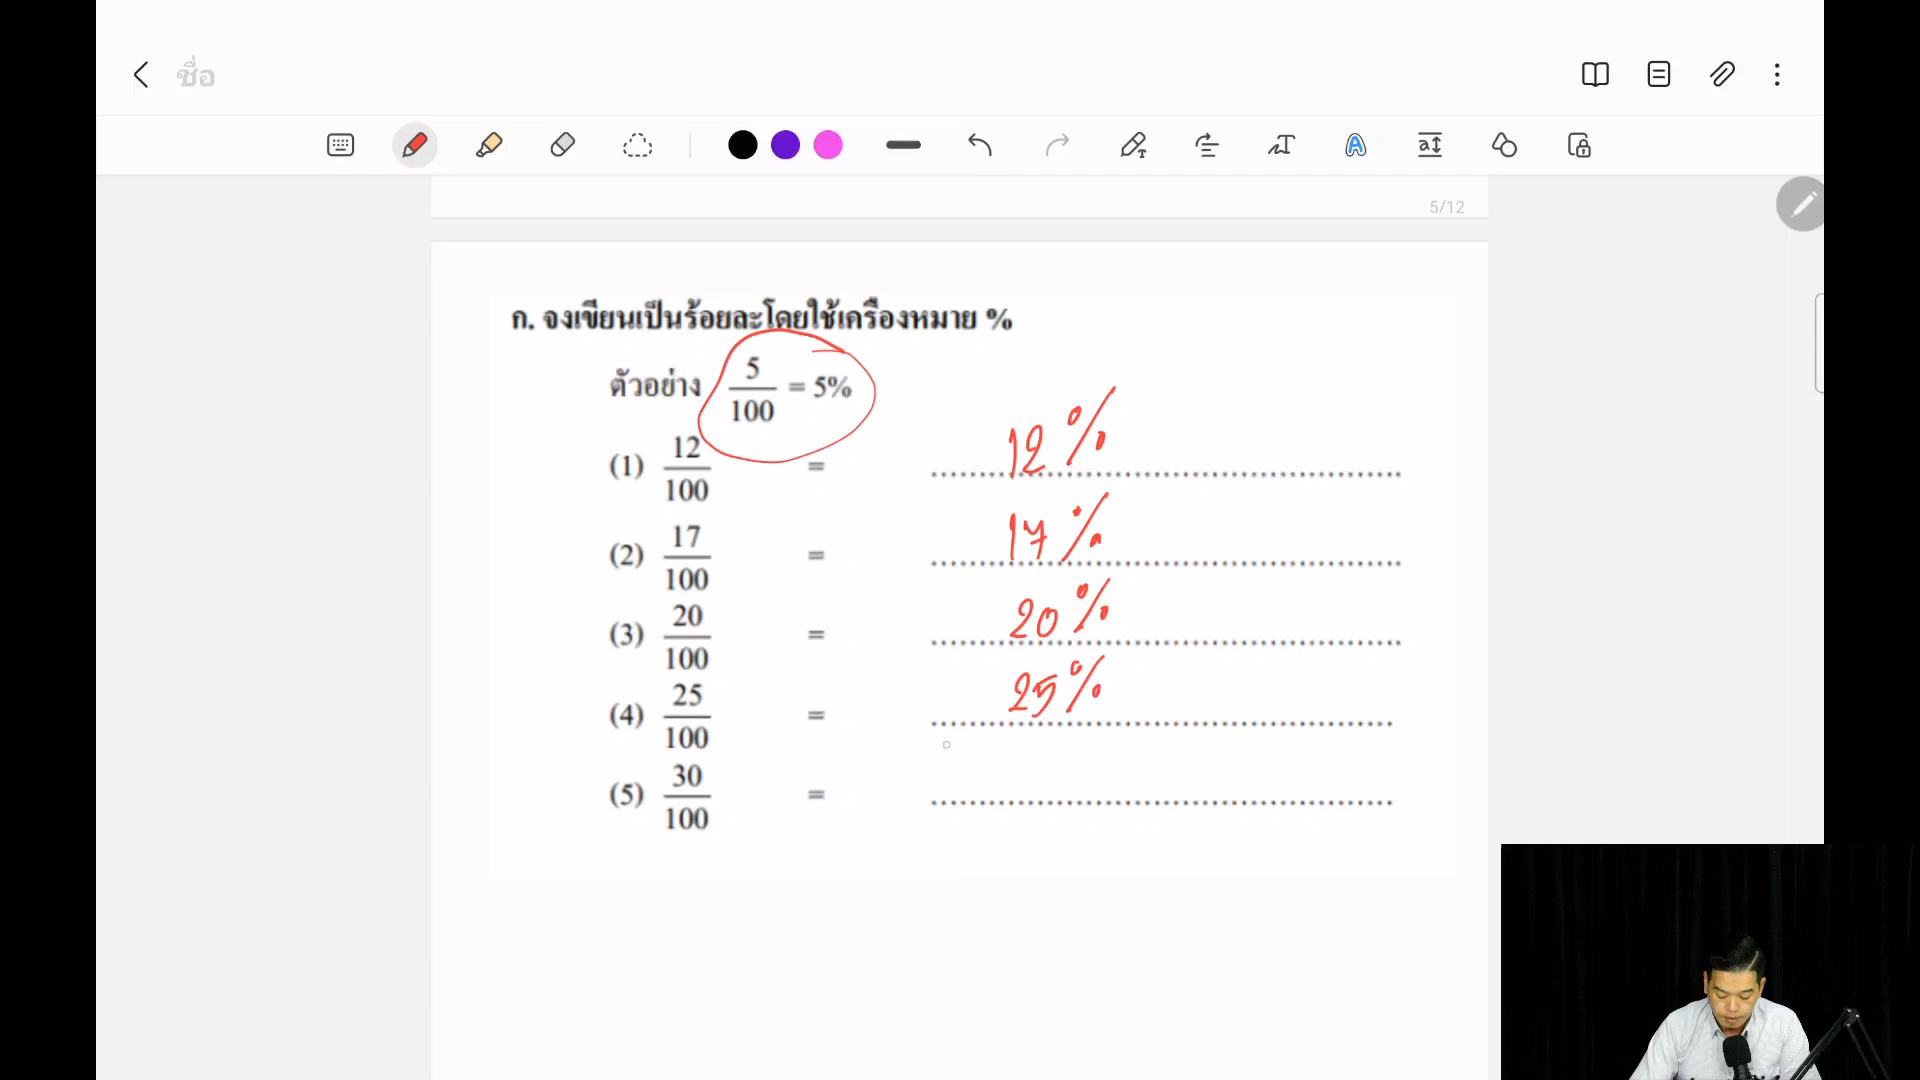 ชื่อ
5/12
ก. จงเขียนเป็นร้อยละโดยใช้เครื่องหมาย %
ตัวอย่าง 5/100 = 5%
(1) 12/100 = 12%
(2) 17/100 = 17%
(3) 20/100 = 20%
(4) 25/100 = 25%
(5) 30/100 =